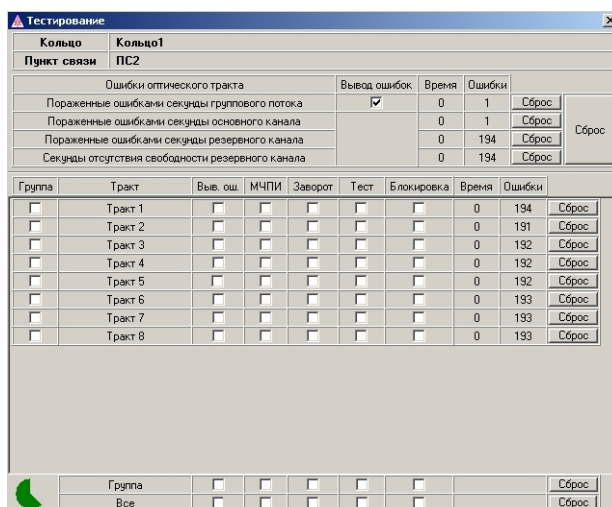 Тестирование
Кольцо Кольцо1
Пункт связи ПС2
Ошибки оптического тракта Вывод ошибок Время Ошибки
Пораженные ошибками секунды группового потока 0 1 Сброс
Пораженные ошибками секунды основного канала 0 1 Сброс
Сброс
Пораженные ошибками секунды резервного канала 0 194 Сброс
Секунды отсутствия свободности резервного канала 0 194 Сброс
Группа Тракт Выв. ош. МЧПИ Заворот Тест Блокировка Время Ошибки
Тракт 1 0 194 Сброс
Тракт 2 0 191 Сброс
Тракт 3 0 192 Сброс
Тракт 4 0 192 Сброс
Тракт 5 0 192 Сброс
Тракт 6 0 193 Сброс
Тракт 7 0 193 Сброс
Тракт 8 0 193 Сброс
Группа Сброс
Все Сброс